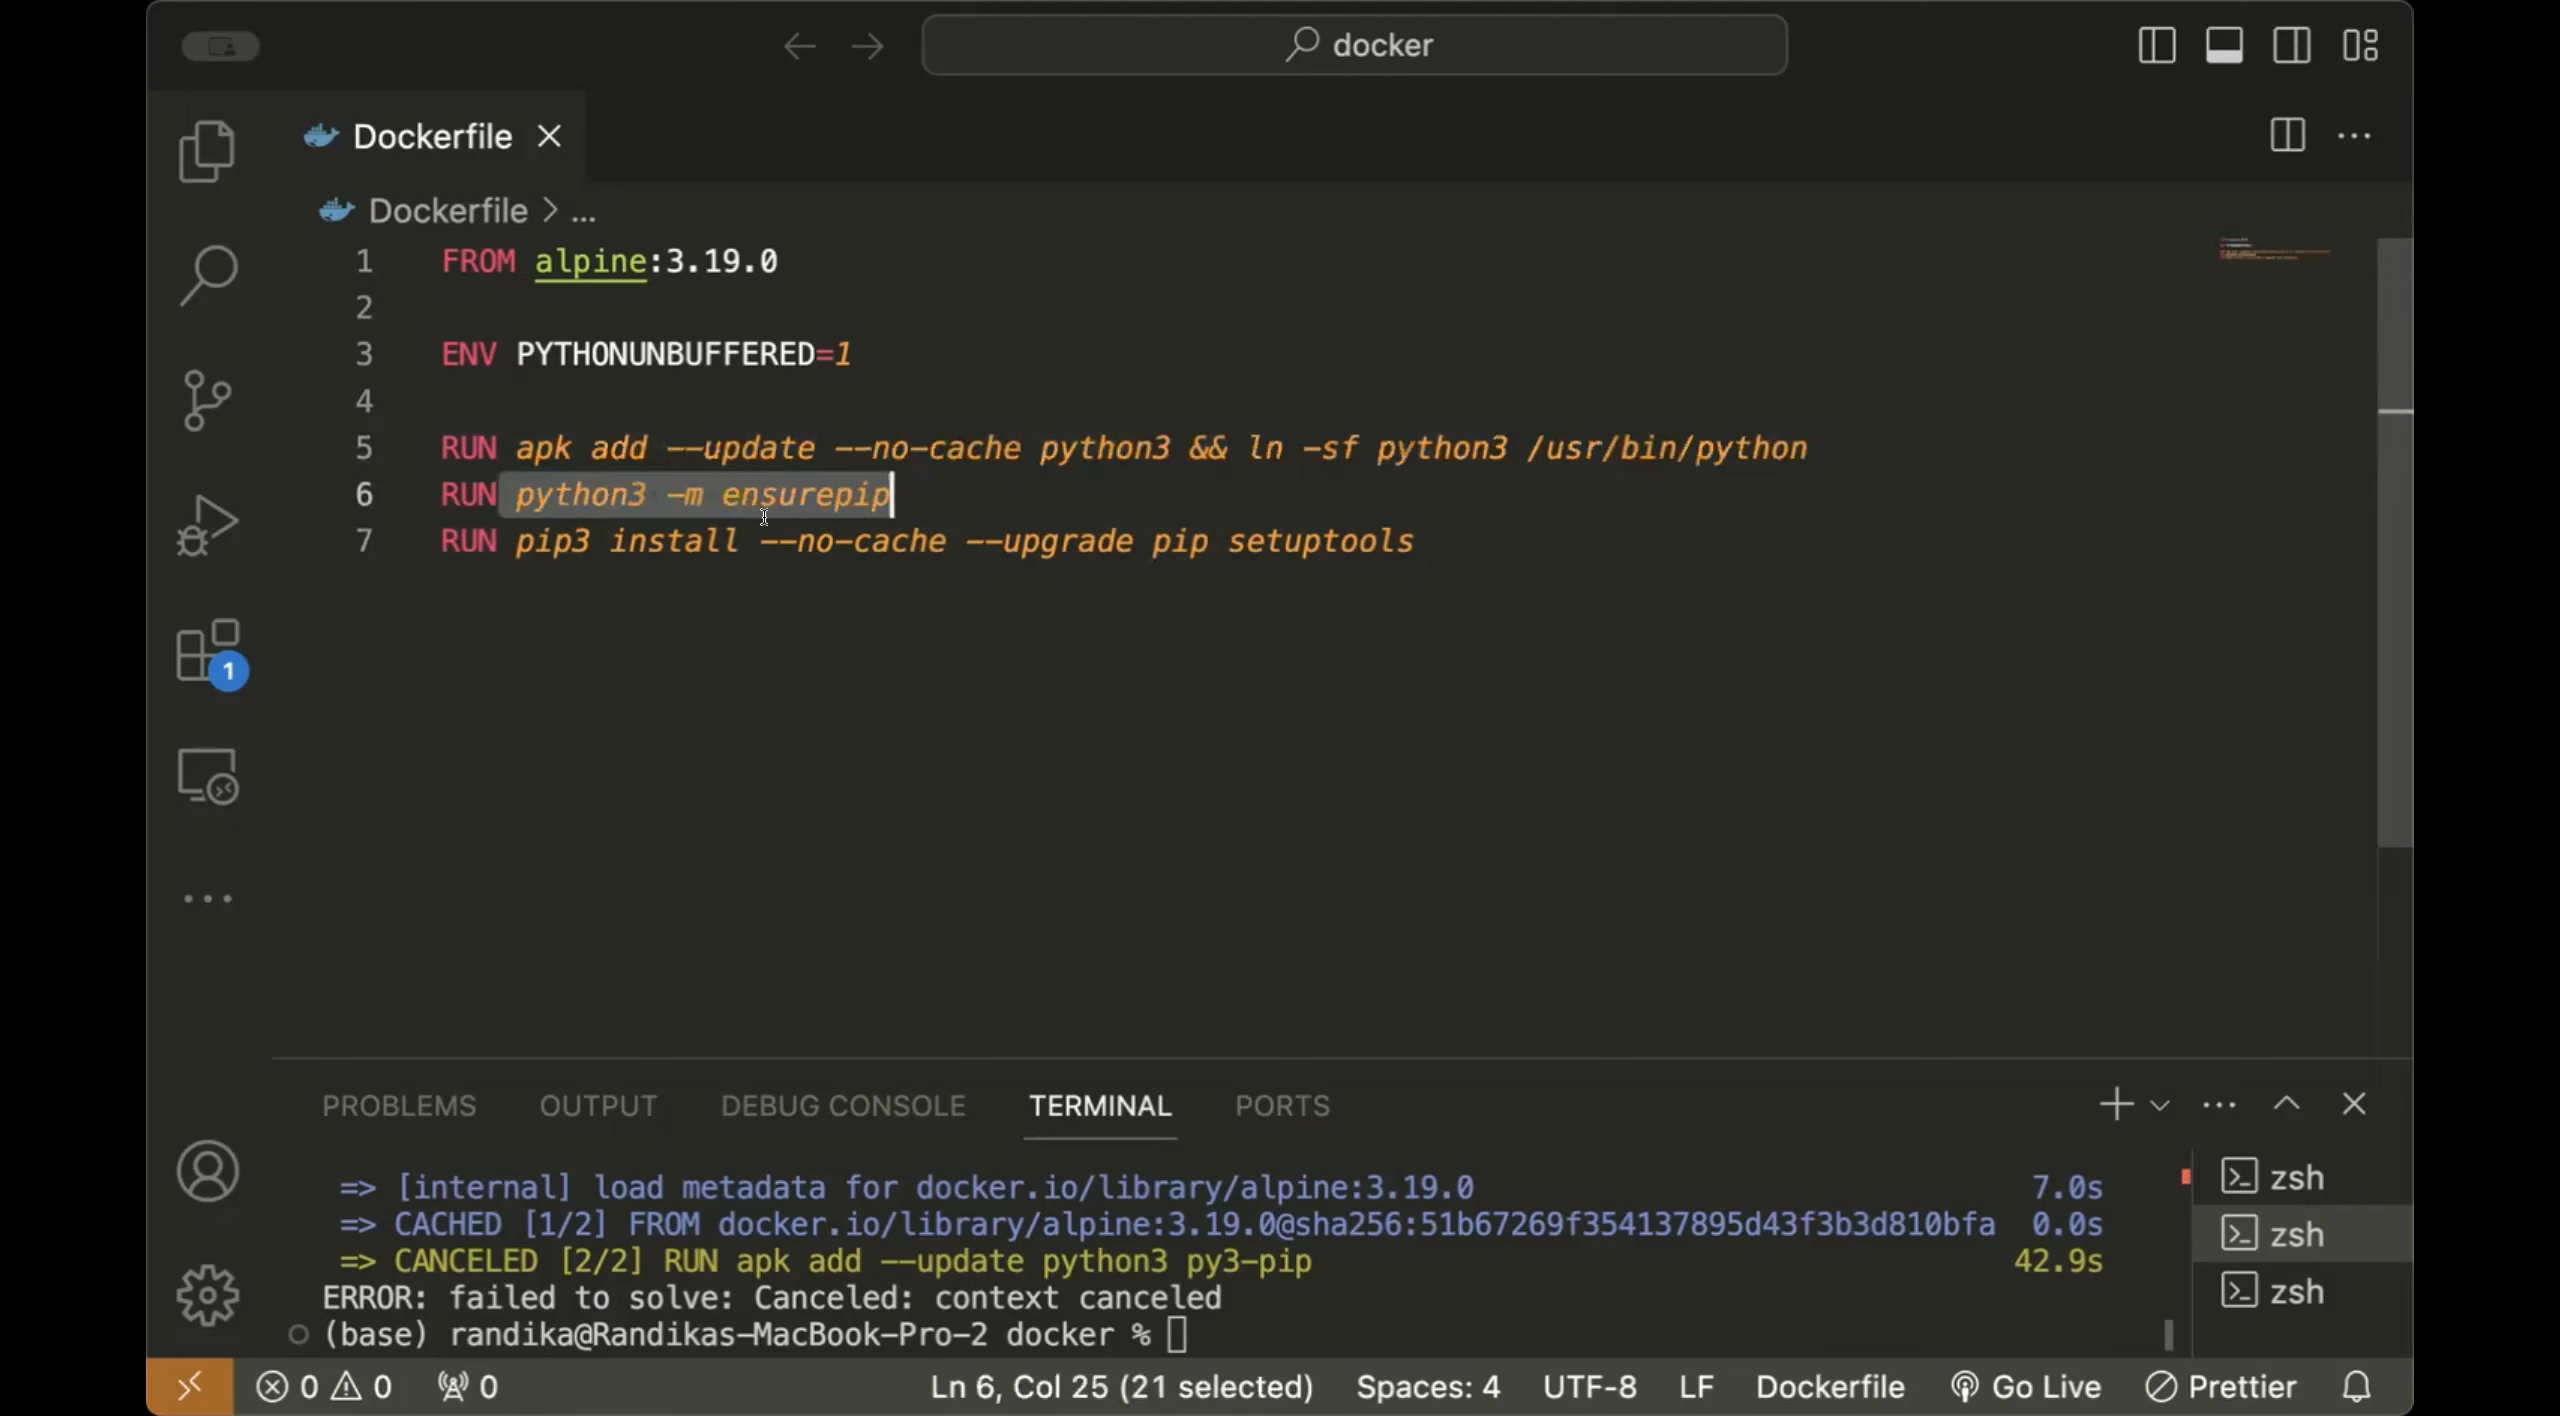 docker
Dockerfile
Dockerfile > ...
1 FROM alpine:3.19.0
2
3 ENV PYTHONUNBUFFERED=1
4
5 RUN apk add --update --no-cache python3 && ln -sf python3 /usr/bin/python
6 RUN python3 -m ensurepip
7 RUN pip3 install --no-cache --upgrade pip setuptools
1
PROBLEMS OUTPUT DEBUG CONSOLE TERMINAL PORTS
=> [internal] load metadata for docker.io/library/alpine:3.19.0 7.0s
=> CACHED [1/2] FROM docker.io/library/alpine:3.19.0@sha256:51b67269f354137895d43f3b3d810bfa 0.0s
=> CANCELED [2/2] RUN apk add --update python3 py3-pip 42.9s
ERROR: failed to solve: Canceled: context canceled
(base) randika@Randikas-MacBook-Pro-2 docker %
zsh
zsh
zsh
0 0 0 Ln 6, Col 25 (21 selected) Spaces: 4 UTF-8 LF Dockerfile Go Live Prettier